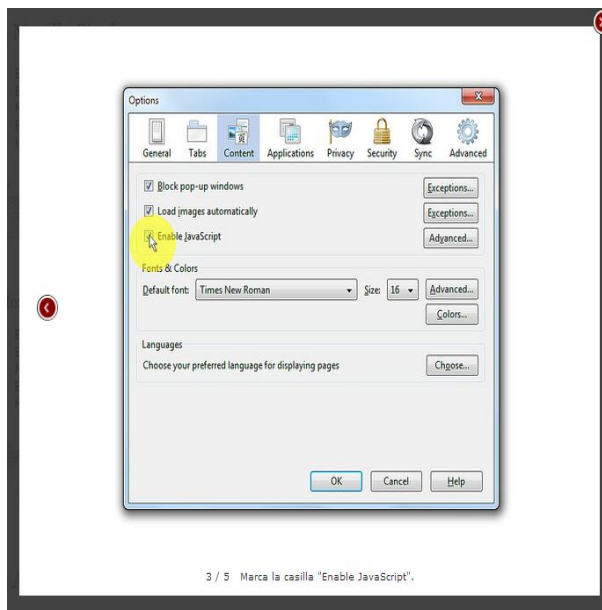 Options
General Tabs Content Applications Privacy Security Sync Advanced
Block pop-up windows Exceptions...
Load images automatically Exceptions...
Enable JavaScript Advanced...
Fonts & Colors
Default font: Times New Roman Size: 16 Advanced...
Colors...
Languages
Choose your preferred language for displaying pages Choose...
OK Cancel Help
3 / 5 Marca la casilla "Enable JavaScript".